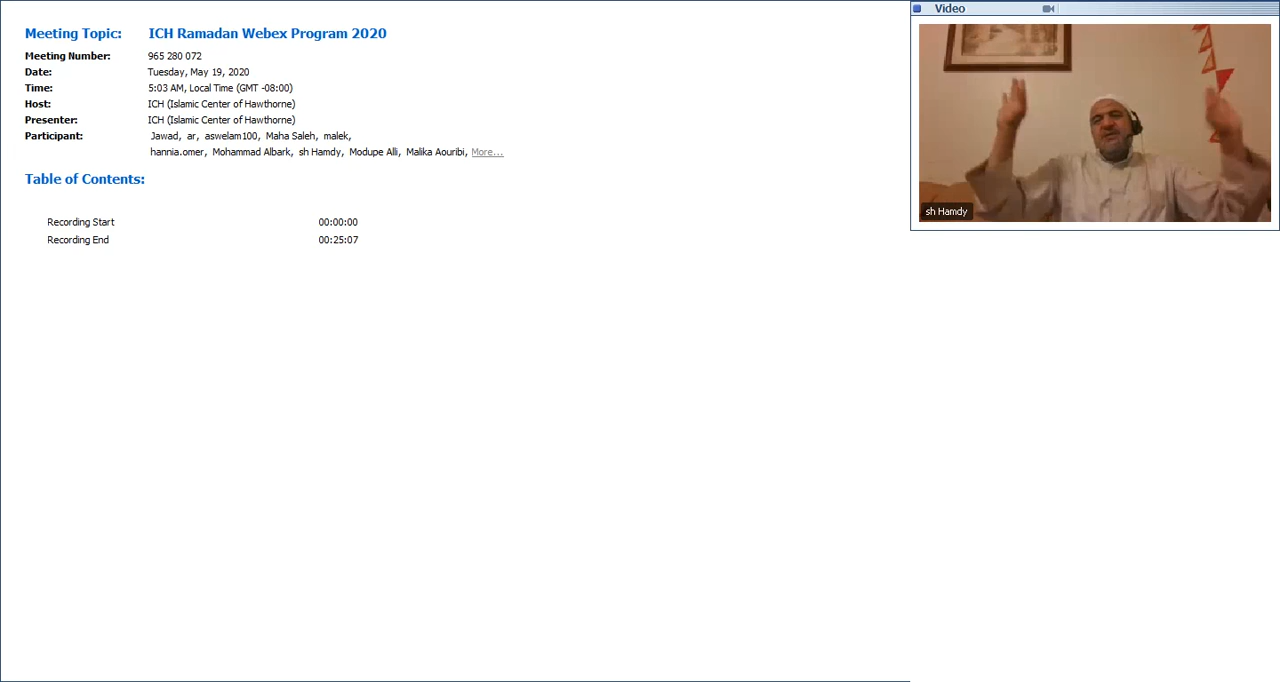 Meeting Topic: ICH Ramadan Webex Program 2020
Meeting Number: 965 280 072
Date: Tuesday, May 19, 2020
Time: 5:03 AM, Local Time (GMT -08:00)
Host: ICH (Islamic Center of Hawthorne)
Presenter: ICH (Islamic Center of Hawthorne)
Participant: Jawad, ar, aswelam100, Maha Saleh, malek,
hannia.omer, Mohammad Albark, sh Hamdy, Modupe Alli, Malika Aouribi, More...
Table of Contents:
Recording Start 00:00:00
Recording End 00:25:07
Video
sh Hamdy